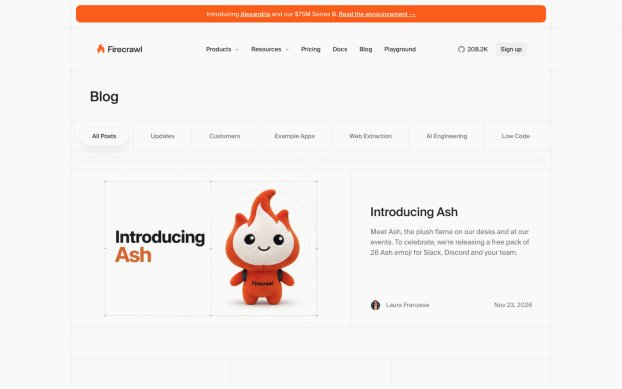 Introducing Alexandria and our $75M Series B. Read the announcement →
Firecrawl
Products
Resources
Pricing
Docs
Blog
Playground
208.2K
Sign up
Blog
All Posts
Updates
Customers
Example Apps
Web Extraction
AI Engineering
Low Code
Introducing
Ash
Firecrawl
Introducing Ash
Meet Ash, the plush flame on our desks and at our
events. To celebrate, we're releasing a free pack of
26 Ash emoji for Slack, Discord and your team.
Laura Franzese
Nov 23, 2026